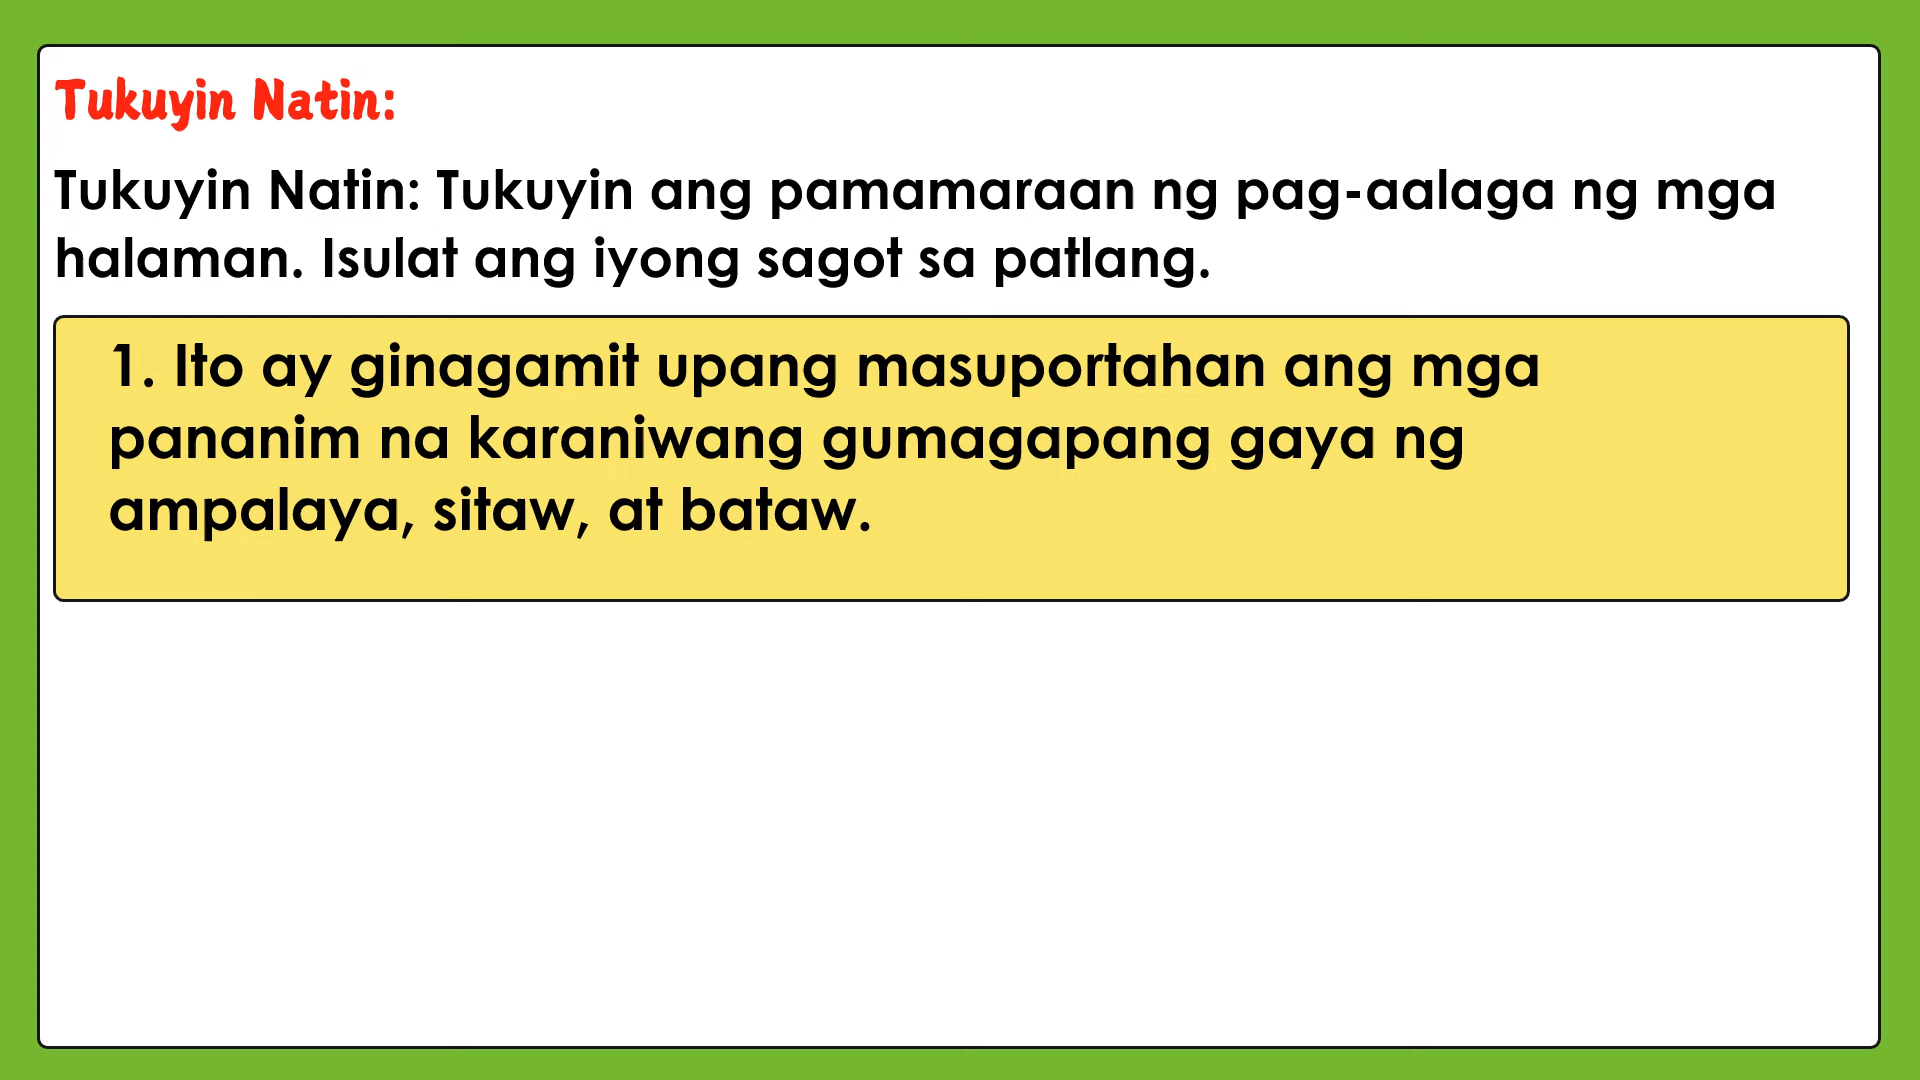 Tukuyin Natin:
Tukuyin Natin: Tukuyin ang pamamaraan ng pag-aalaga ng mga
halaman. Isulat ang iyong sagot sa patlang.
1. Ito ay ginagamit upang masuportahan ang mga
pananim na karaniwang gumagapang gaya ng
ampalaya, sitaw, at bataw.